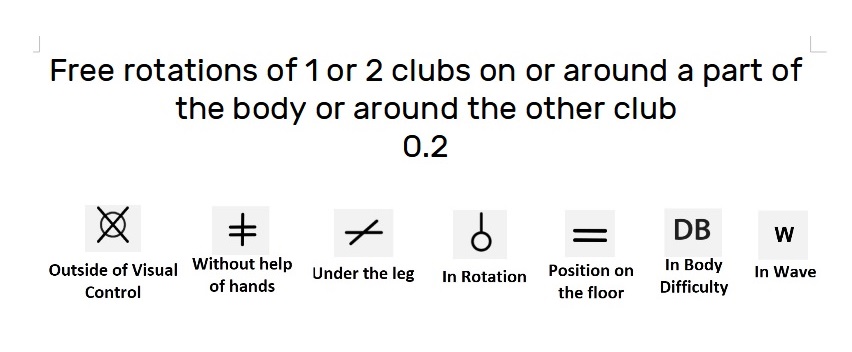 Free rotations of 1 or 2 clubs on or around a part of
the body or around the other club
0.2
DB
W
Outside of Visual
Control
Without help
of hands
Under the leg
In Rotation
Position on
the floor
In Body
Difficulty
In Wave